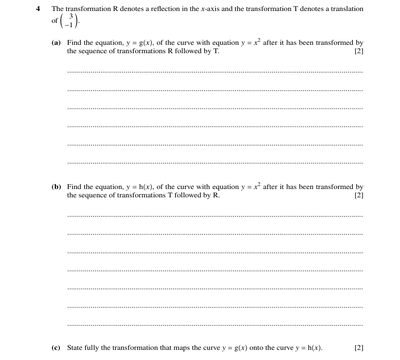 4 The transformation R denotes a reflection in the x-axis and the transformation T denotes a translation
of (3 −1).
(a) Find the equation, y = g(x), of the curve with equation y = x² after it has been transformed by
the sequence of transformations R followed by T. [2]
(b) Find the equation, y = h(x), of the curve with equation y = x² after it has been transformed by
the sequence of transformations T followed by R. [2]
(c) State fully the transformation that maps the curve y = g(x) onto the curve y = h(x). [2]